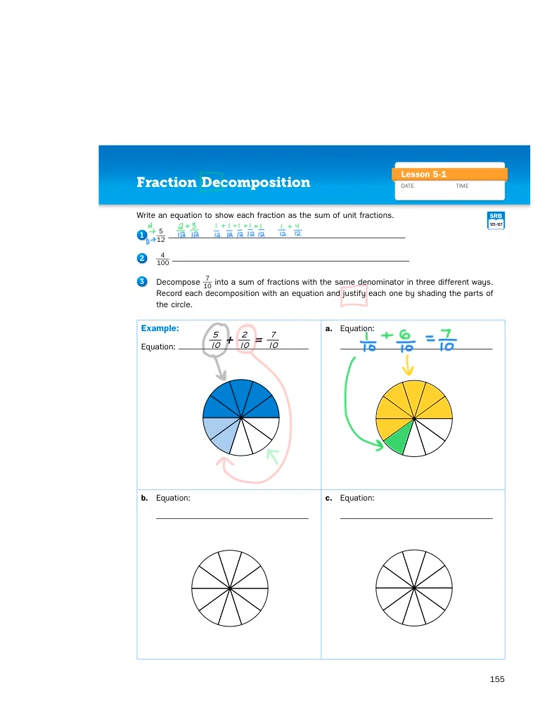 Lesson 5-1
Fraction Decomposition
DATE TIME
SRB
Write an equation to show each fraction as the sum of unit fractions.
1 N→ D→ 5/12 2/12 + 3/12 1/12 + 1/12 + 1/12 + 1/12 + 1/12 1/12 + 4/12
2 4/100
3 Decompose 7/10 into a sum of fractions with the same denominator in three different ways.
Record each decomposition with an equation and justify each one by shading the parts of
the circle.
Example:
Equation: 5/10 + 2/10 = 7/10
a. Equation:
1/10 + 6/10 = 7/10
b. Equation:
c. Equation:
155